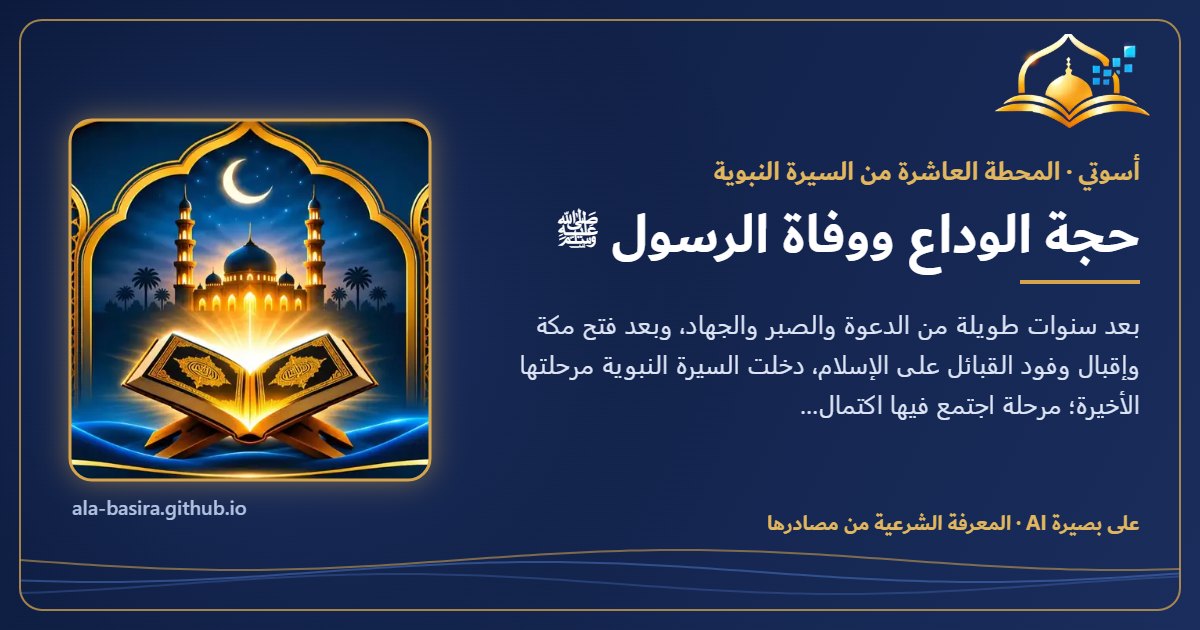 أسوتي · المحطة العاشرة من السيرة النبوية
حجة الوداع ووفاة الرسول ﷺ
بعد سنوات طويلة من الدعوة والصبر والجهاد، وبعد فتح مكة
وإقبال وفود القبائل على الإسلام، دخلت السيرة النبوية مرحلتها
الأخيرة؛ مرحلة اجتمع فيها اكتمال...
ala-basira.github.io
على بصيرة AI · المعرفة الشرعية من مصادرها